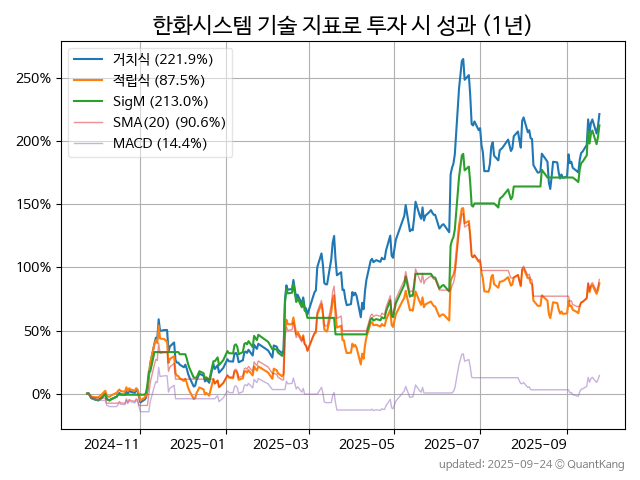 한화시스템 기술 지표로 투자 시 성과 (1년)
거치식 (221.9%)
적립식 (87.5%)
SigM (213.0%)
SMA(20) (90.6%)
MACD (14.4%)
250%
200%
150%
100%
50%
0%
2024-11 2025-01 2025-03 2025-05 2025-07 2025-09
updated: 2025-09-24 © QuantKang